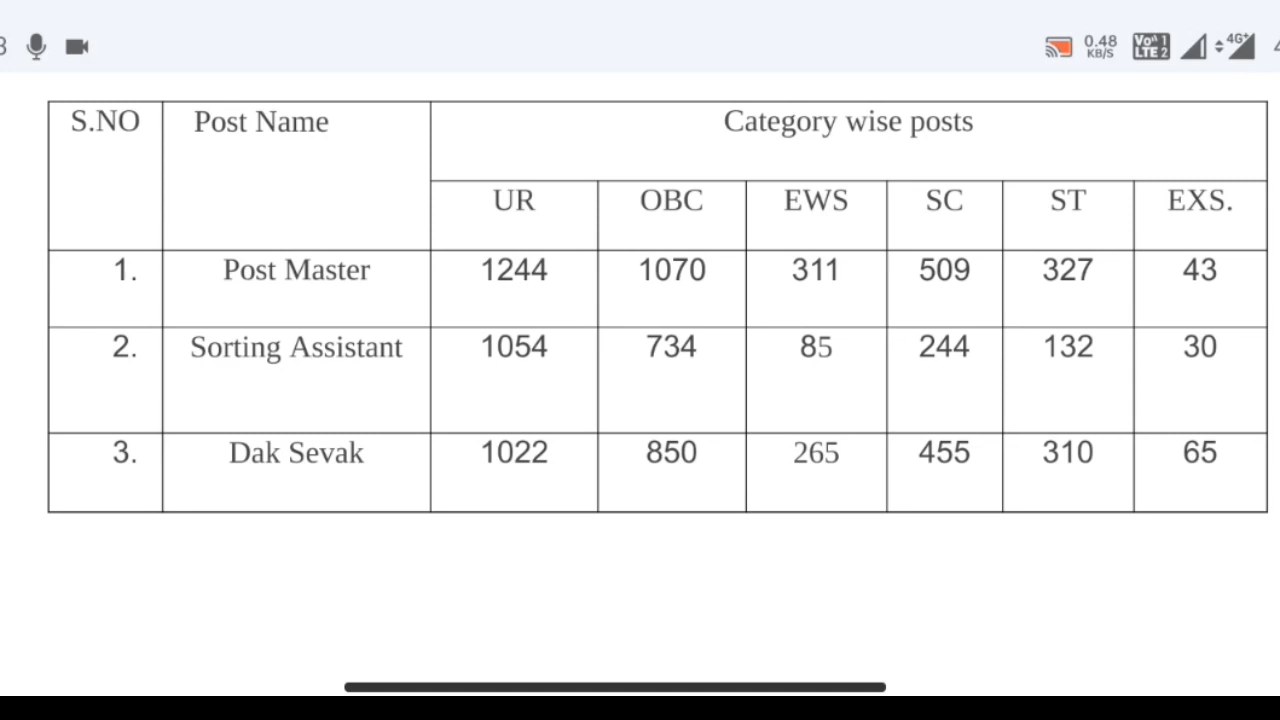 3
0.48
KB/S
Vo 1
LTE 2
4G+
S.NO Post Name Category wise posts
UR OBC EWS SC ST EXS.
1. Post Master 1244 1070 311 509 327 43
2. Sorting Assistant 1054 734 85 244 132 30
3. Dak Sevak 1022 850 265 455 310 65